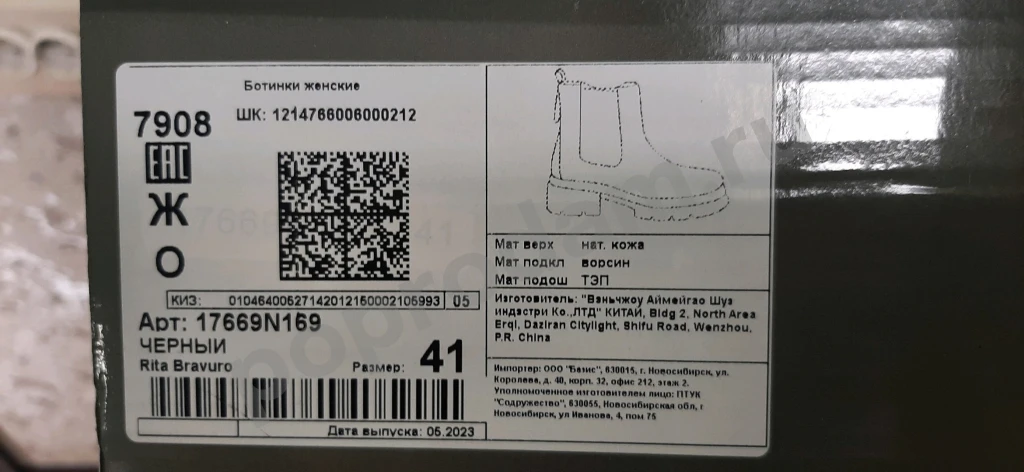 Ботинки женские
7908
ШК: 1214766006000212
ЕАС
Ж
О
КИЗ: 01046400527142012150002105993 05
Арт: 17669N169
ЧЕРНЫЙ
Rita Bravuro
Размер: 41
Дата выпуска: 05.2023
Мат верх нат. кожа
Мат подкл ворсин
Мат подош ТЭП
Изготовитель: "Вэньчжоу Аймейгао Шуз
индастри Ко.,ЛТД" КИТАЙ, Bldg 2, North Area
Erqi, Daziran Citylight, Shifu Road, Wenzhou,
P.R. China
Импортер: ООО "Базис", 630015, г. Новосибирск, ул.
Королева, д. 40, корп. 32, офис 212, этаж 2.
Уполномоченное изготовителем лицо: ПТУК
"Содружество", 630055, Новосибирская обл, г
Новосибирск, ул Иванова, 4, пом 75